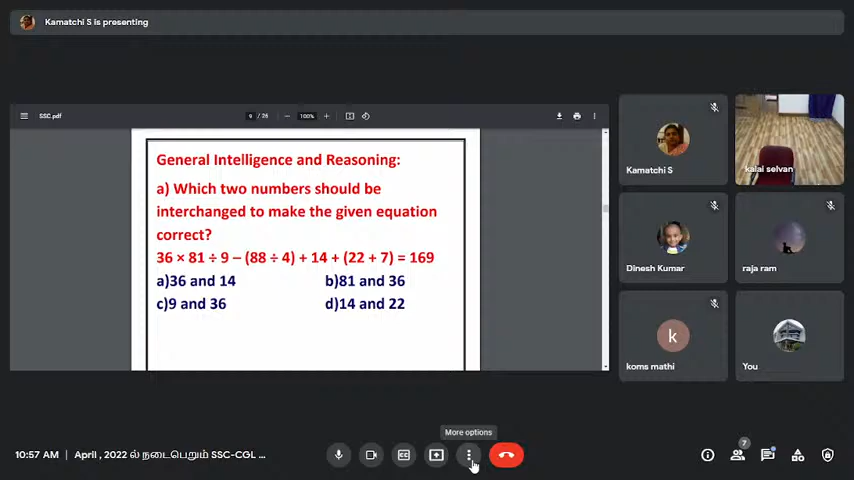 Kamatchi S is presenting
SSC.pdf
9 / 26
100%
General Intelligence and Reasoning:
a) Which two numbers should be
interchanged to make the given equation
correct?
36 × 81 ÷ 9 – (88 ÷ 4) + 14 + (22 + 7) = 169
a)36 and 14 b)81 and 36
c)9 and 36 d)14 and 22
Kamatchi S
kalai selvan
Dinesh Kumar
raja ram
k
koms mathi
You
More options
10:57 AM
April , 2022 ல் நடைபெறும் SSC-CGL ...
7